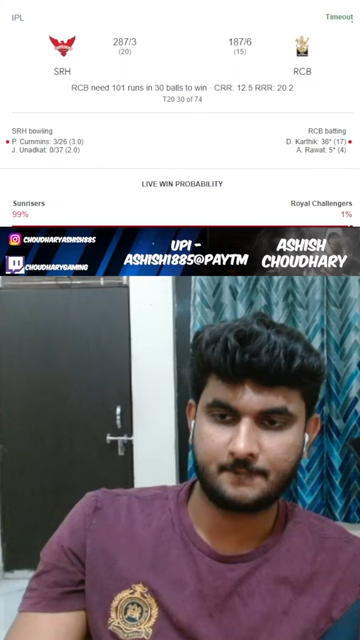 IPL
Timeout
287/3
187/6
(20)
(15)
SRH
RCB
RCB need 101 runs in 30 balls to win · CRR: 12.5 RRR: 20.2
T20 30 of 74
SRH bowling
RCB batting
P. Cummins: 3/26 (3.0)
D. Karthik: 36* (17)
J. Unadkat: 0/37 (2.0)
A. Rawat: 5* (4)
LIVE WIN PROBABILITY
Sunrisers
Royal Challengers
99%
1%
CHOUDHARYASHISH885
_CHOUDHARYGAMING
UPI -
ASHISH1885@PAYTM
ASHISH
CHOUDHARY